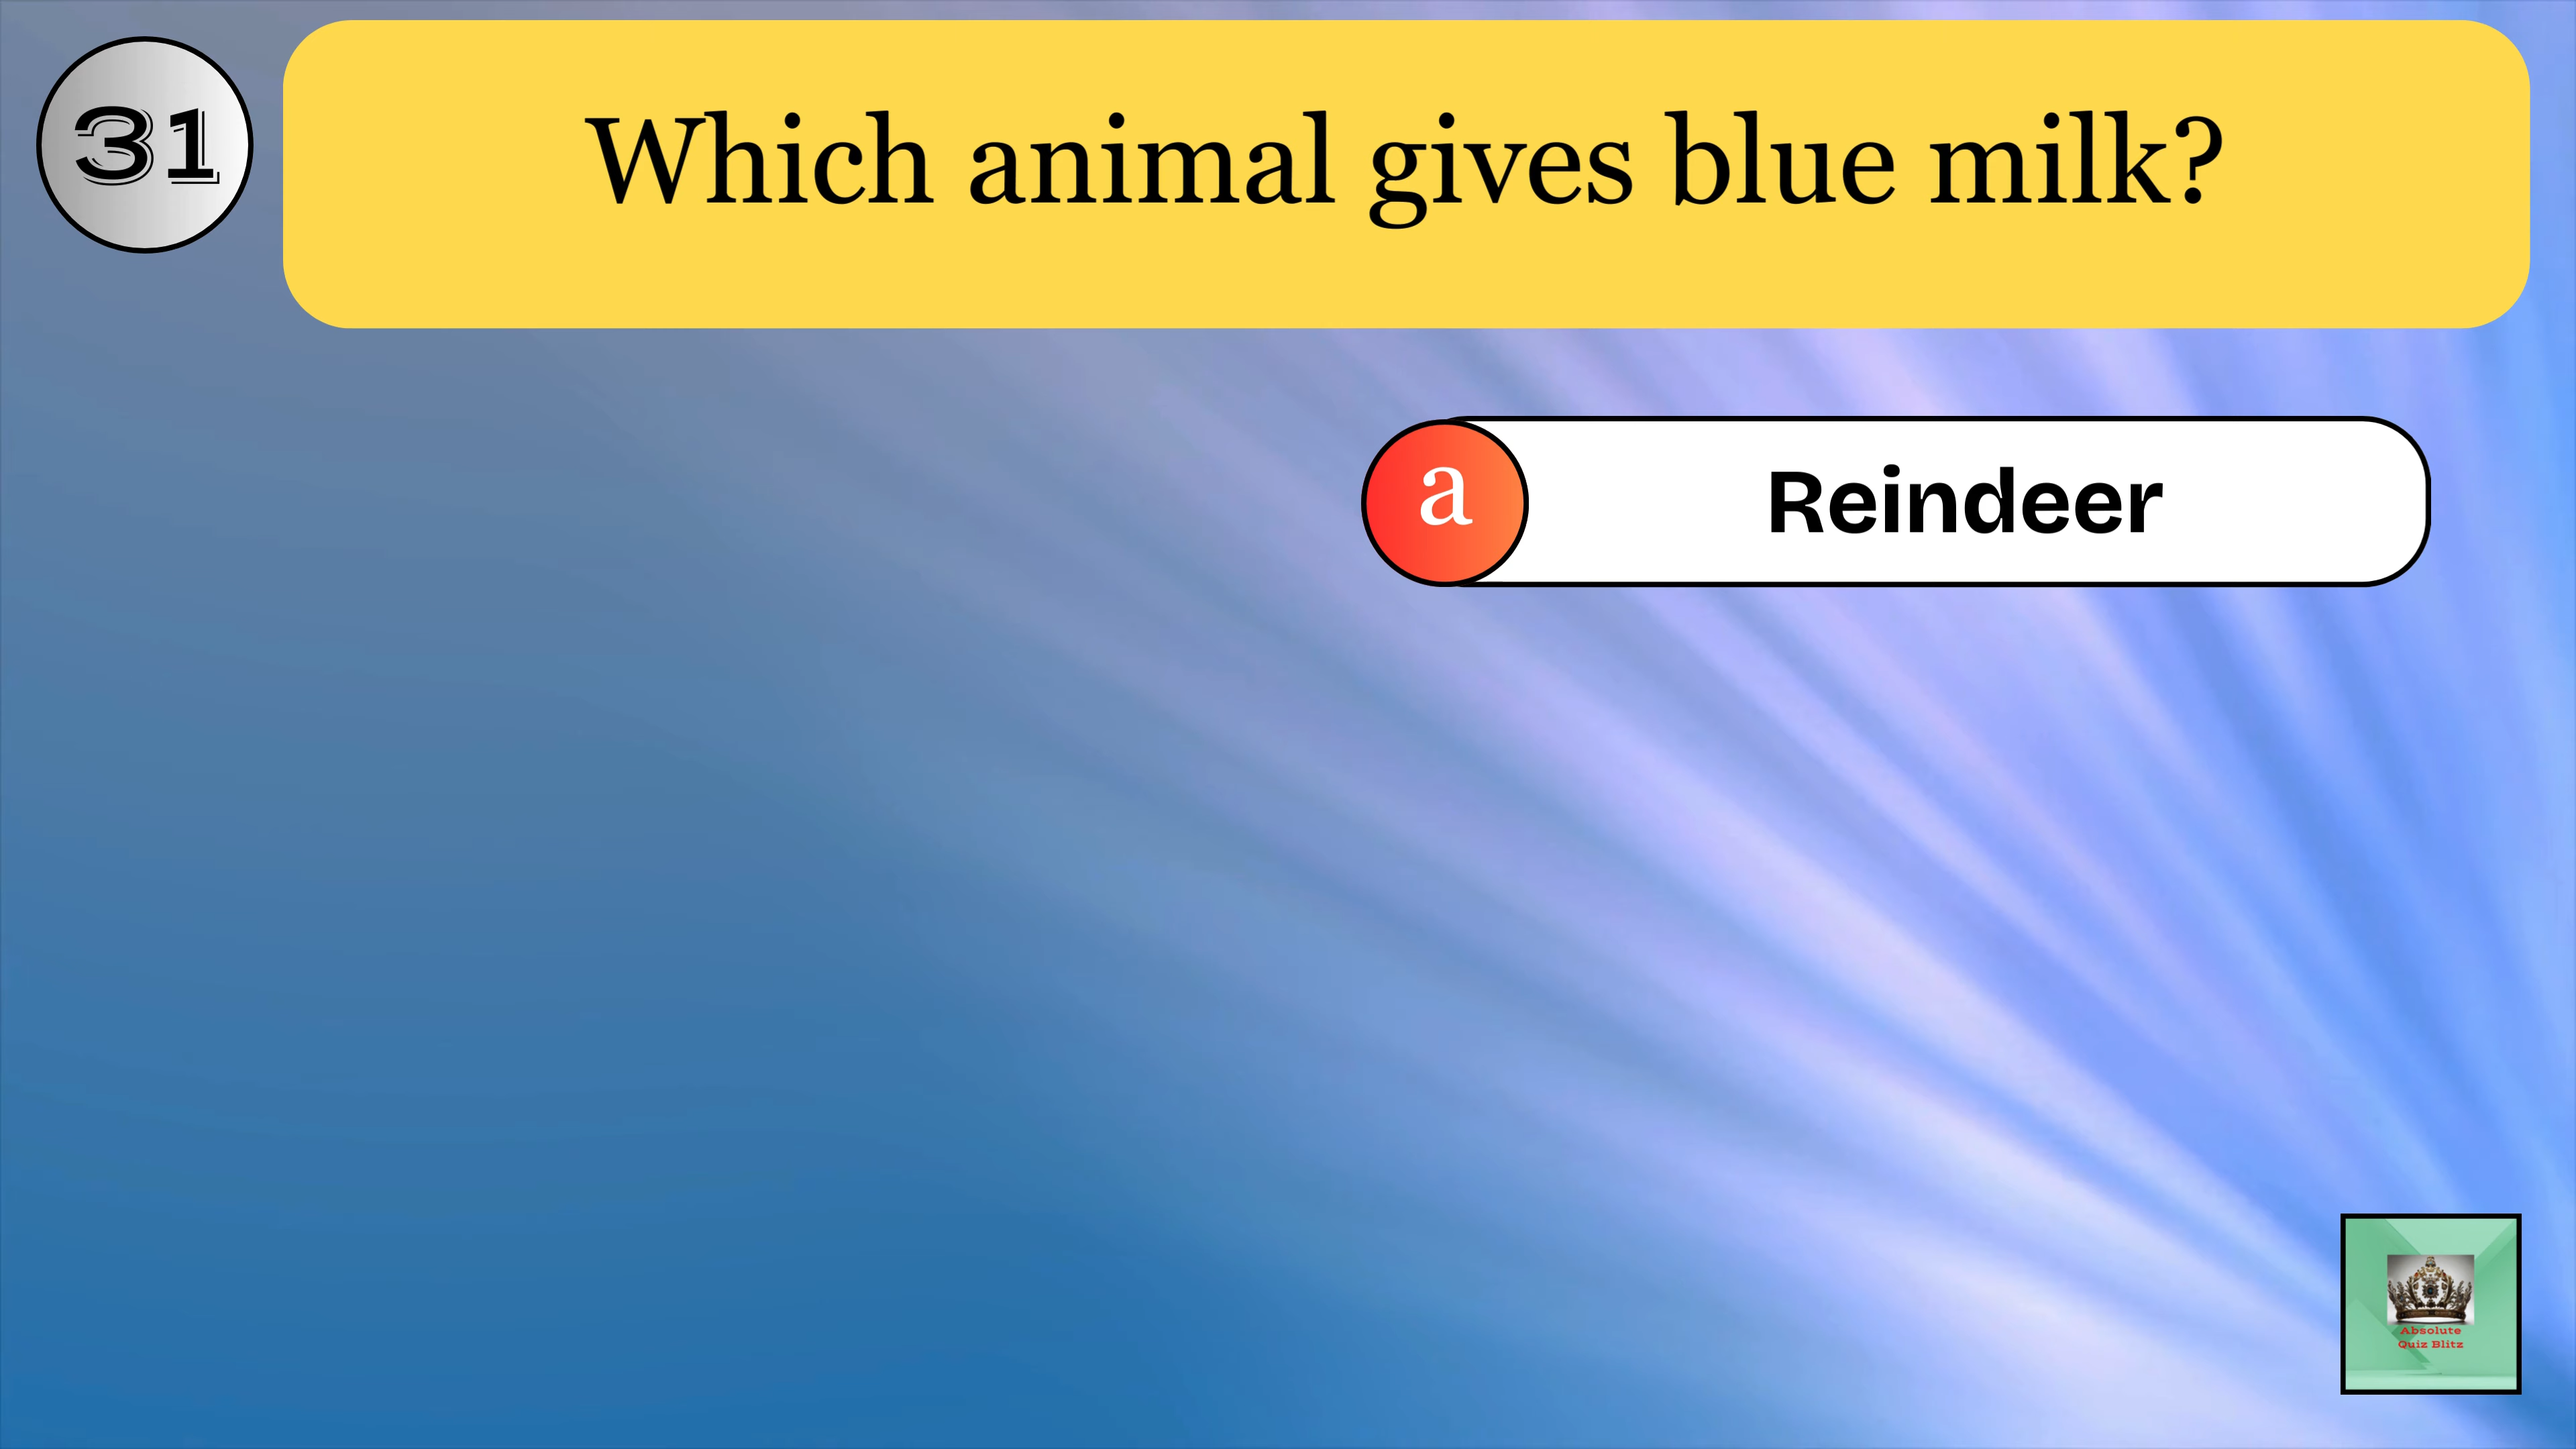 31
Which animal gives blue milk?
a
Reindeer
Absolute
Quiz Blitz